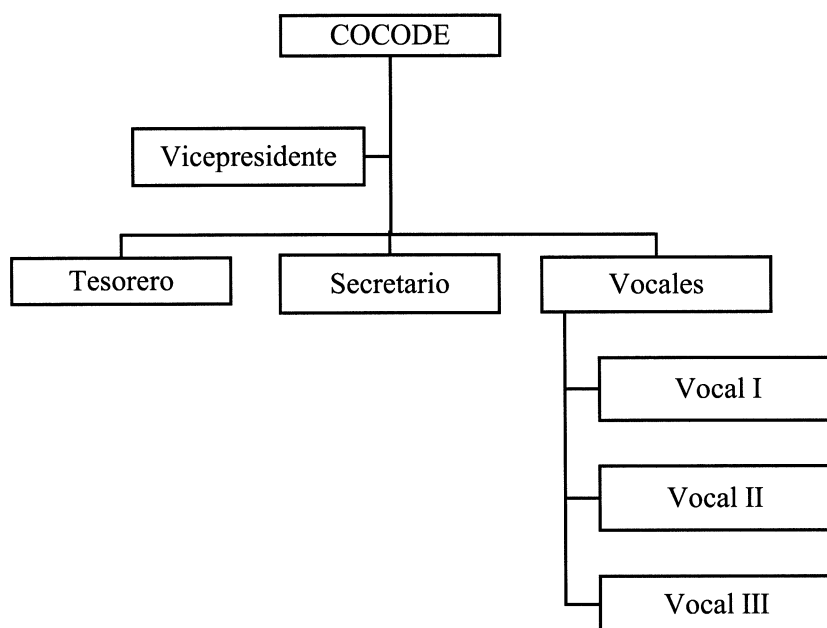 COCODE
Vicepresidente
Tesorero
Secretario
Vocales
Vocal I
Vocal II
Vocal III